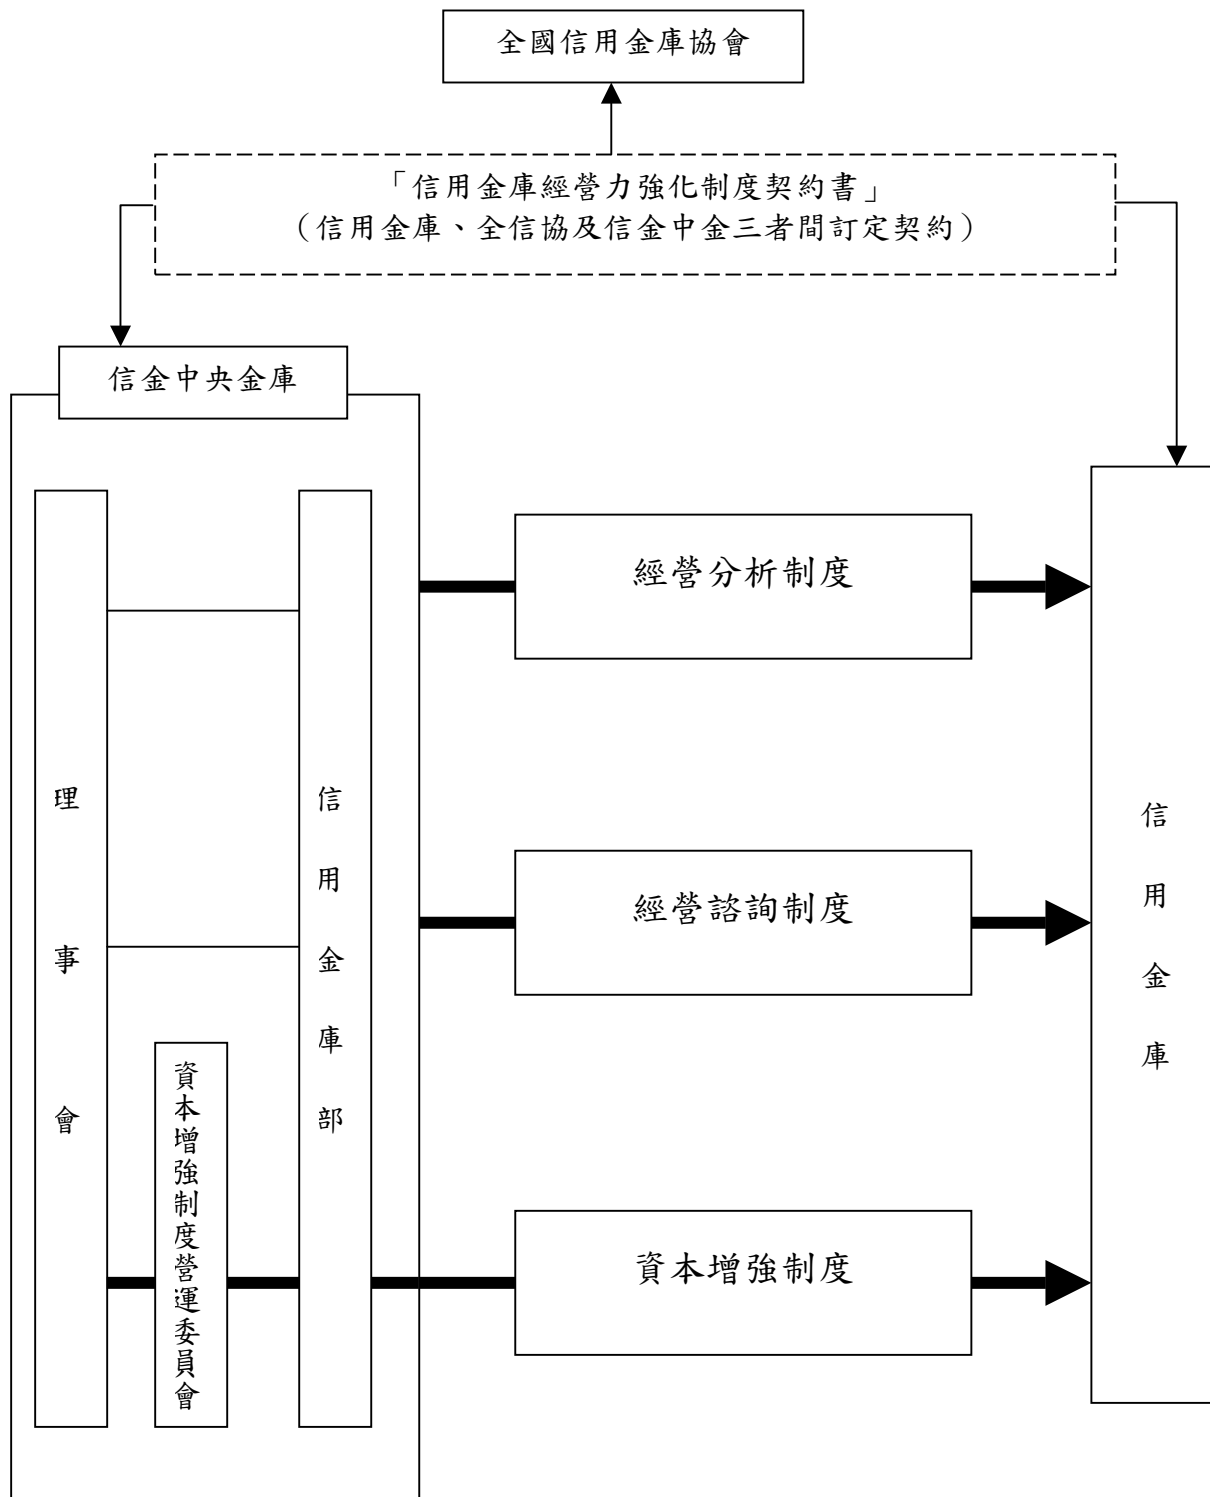 全國信用金庫協會
「信用金庫經營力強化制度契約書」
（信用金庫、全信協及信金中金三者間訂定契約）
信金中央金庫
理事會
資本增強制度營運委員會
信用金庫部
經營分析制度
經營諮詢制度
資本增強制度
信用金庫